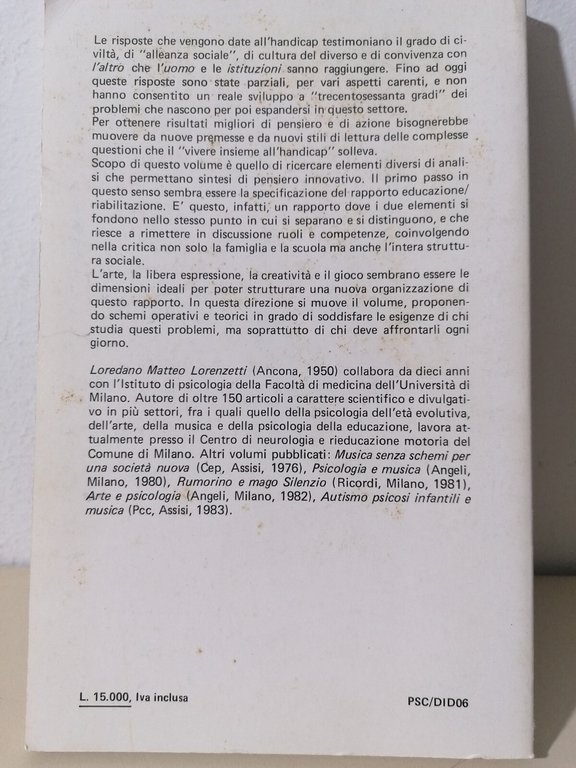 Le risposte che vengono date all'handicap testimoniano il grado di ci-
viltà, di "alleanza sociale", di cultura del diverso e di convivenza con
l'altro che l'uomo e le istituzioni sanno raggiungere. Fino ad oggi
queste risposte sono state parziali, per vari aspetti carenti, e non
hanno consentito un reale sviluppo a "trecentosessanta gradi" dei
problemi che nascono per poi espandersi in questo settore.
Per ottenere risultati migliori di pensiero e di azione bisognerebbe
muovere da nuove premesse e da nuovi stili di lettura delle complesse
questioni che il "vivere insieme all'handicap" solleva.
Scopo di questo volume è quello di ricercare elementi diversi di anali-
si che permettano sintesi di pensiero innovativo. Il primo passo in
questo senso sembra essere la specificazione del rapporto educazione/
riabilitazione. E' questo, infatti, un rapporto dove i due elementi si
fondono nello stesso punto in cui si separano e si distinguono, e che
riesce a rimettere in discussione ruoli e competenze, coinvolgendo
nella critica non solo la famiglia e la scuola ma anche l'intera struttu-
ra sociale.
L'arte, la libera espressione, la creatività e il gioco sembrano essere le
dimensioni ideali per poter strutturare una nuova organizzazione di
questo rapporto. In questa direzione si muove il volume, proponen-
do schemi operativi e teorici in grado di soddisfare le esigenze di chi
studia questi problemi, ma soprattutto di chi deve affrontarli ogni
giorno.
Loredano Matteo Lorenzetti (Ancona, 1950) collabora da dieci anni
con l'Istituto di psicologia della Facoltà di medicina dell'Università di
Milano. Autore di oltre 150 articoli a carattere scientifico e divulgati-
vo in più settori, fra i quali quello della psicologia dell'età evolutiva,
dell'arte, della musica e della psicologia della educazione, lavora at-
tualmente presso il Centro di neurologia e rieducazione motoria del
Comune di Milano. Altri volumi pubblicati: Musica senza schemi per
una società nuova (Cep, Assisi, 1976), Psicologia e musica (Angeli,
Milano, 1980), Rumorino e mago Silenzio (Ricordi, Milano, 1981),
Arte e psicologia (Angeli, Milano, 1982), Autismo psicosi infantili e
musica (Pcc, Assisi, 1983).
L. 15.000, Iva inclusa
PSC/DID06